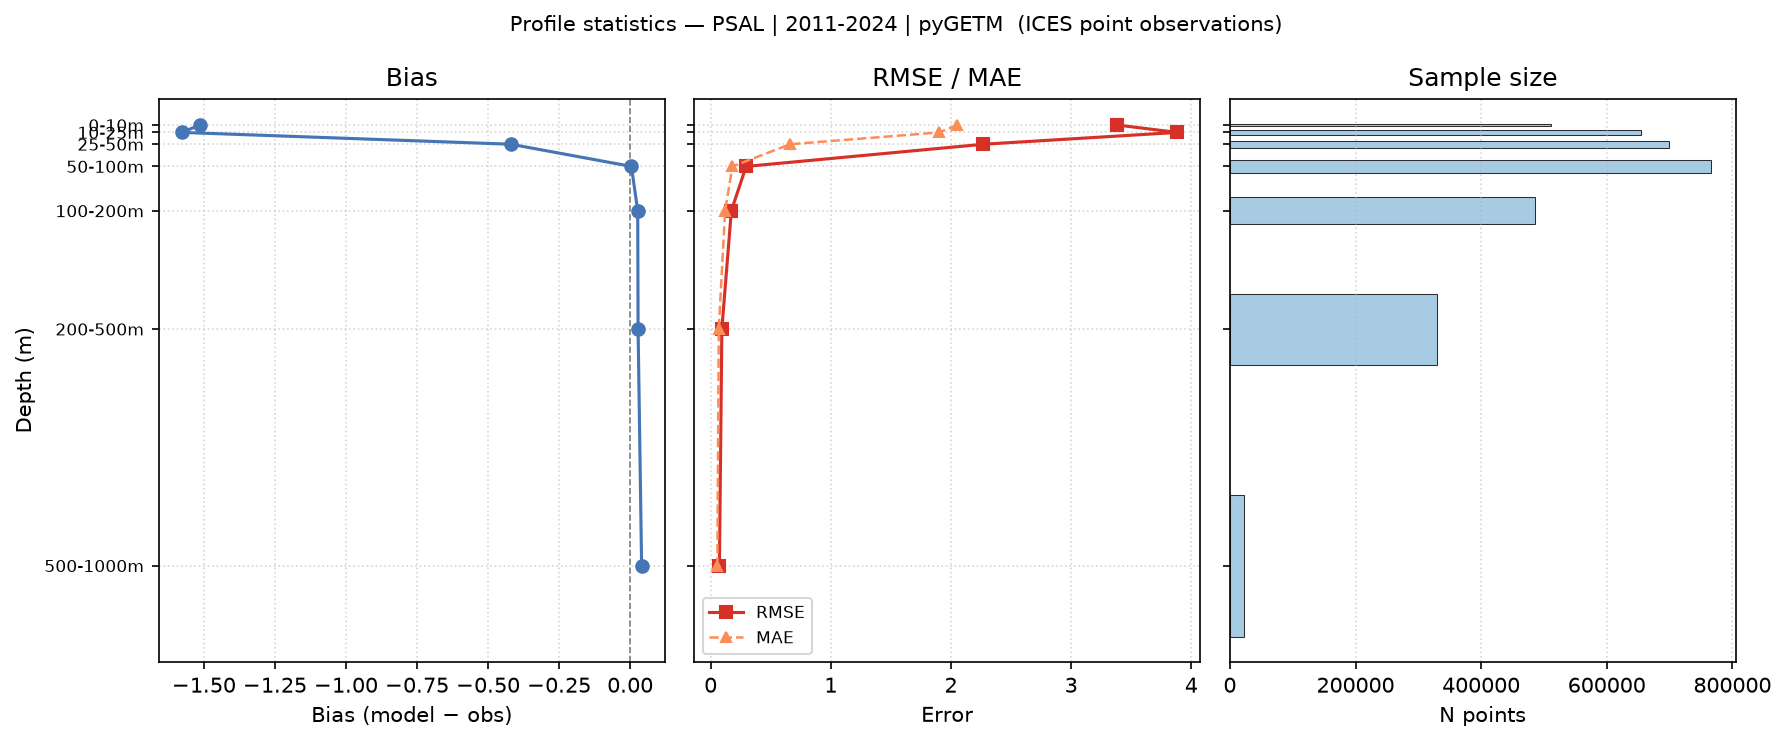 Profile statistics — PSAL | 2011-2024 | pyGETM  (ICES point observations)
Bias
RMSE / MAE
Sample size
Depth (m)
0-10m
10-25m
25-50m
50-100m
100-200m
200-500m
500-1000m
−1.50 −1.25 −1.00 −0.75 −0.50 −0.25 0.00
Bias (model − obs)
RMSE
MAE
0 1 2 3 4
Error
0 200000 400000 600000 800000
N points